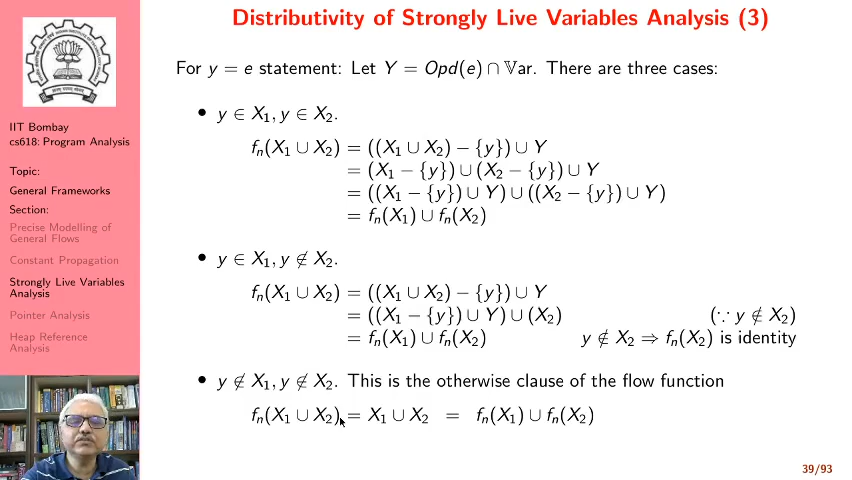 Distributivity of Strongly Live Variables Analysis (3)
For y = e statement: Let Y = Opd(e) ∩ 𝕍ar. There are three cases:
• y ∈ X₁, y ∈ X₂.
fₙ(X₁ ∪ X₂) = ((X₁ ∪ X₂) − {y}) ∪ Y
= (X₁ − {y}) ∪ (X₂ − {y}) ∪ Y
= ((X₁ − {y}) ∪ Y) ∪ ((X₂ − {y}) ∪ Y)
= fₙ(X₁) ∪ fₙ(X₂)
• y ∈ X₁, y ∉ X₂.
fₙ(X₁ ∪ X₂) = ((X₁ ∪ X₂) − {y}) ∪ Y
= ((X₁ − {y}) ∪ Y) ∪ (X₂) (∵ y ∉ X₂)
= fₙ(X₁) ∪ fₙ(X₂) y ∉ X₂ ⇒ fₙ(X₂) is identity
• y ∉ X₁, y ∉ X₂. This is the otherwise clause of the flow function
fₙ(X₁ ∪ X₂) = X₁ ∪ X₂ = fₙ(X₁) ∪ fₙ(X₂)
IIT Bombay
cs618: Program Analysis
Topic:
General Frameworks
Section:
Precise Modelling of
General Flows
Constant Propagation
Strongly Live Variables
Analysis
Pointer Analysis
Heap Reference
Analysis
39/93